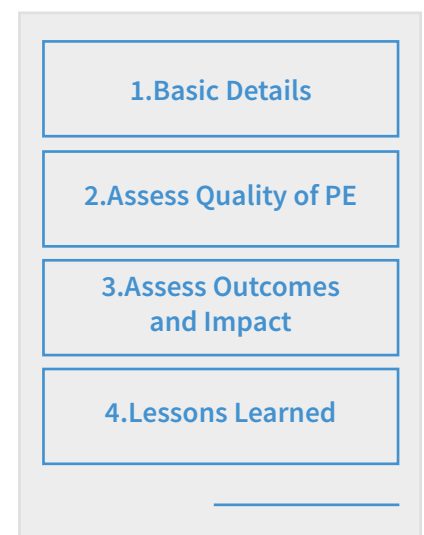 1.Basic Details
2.Assess Quality of PE
3.Assess Outcomes
and Impact
4.Lessons Learned